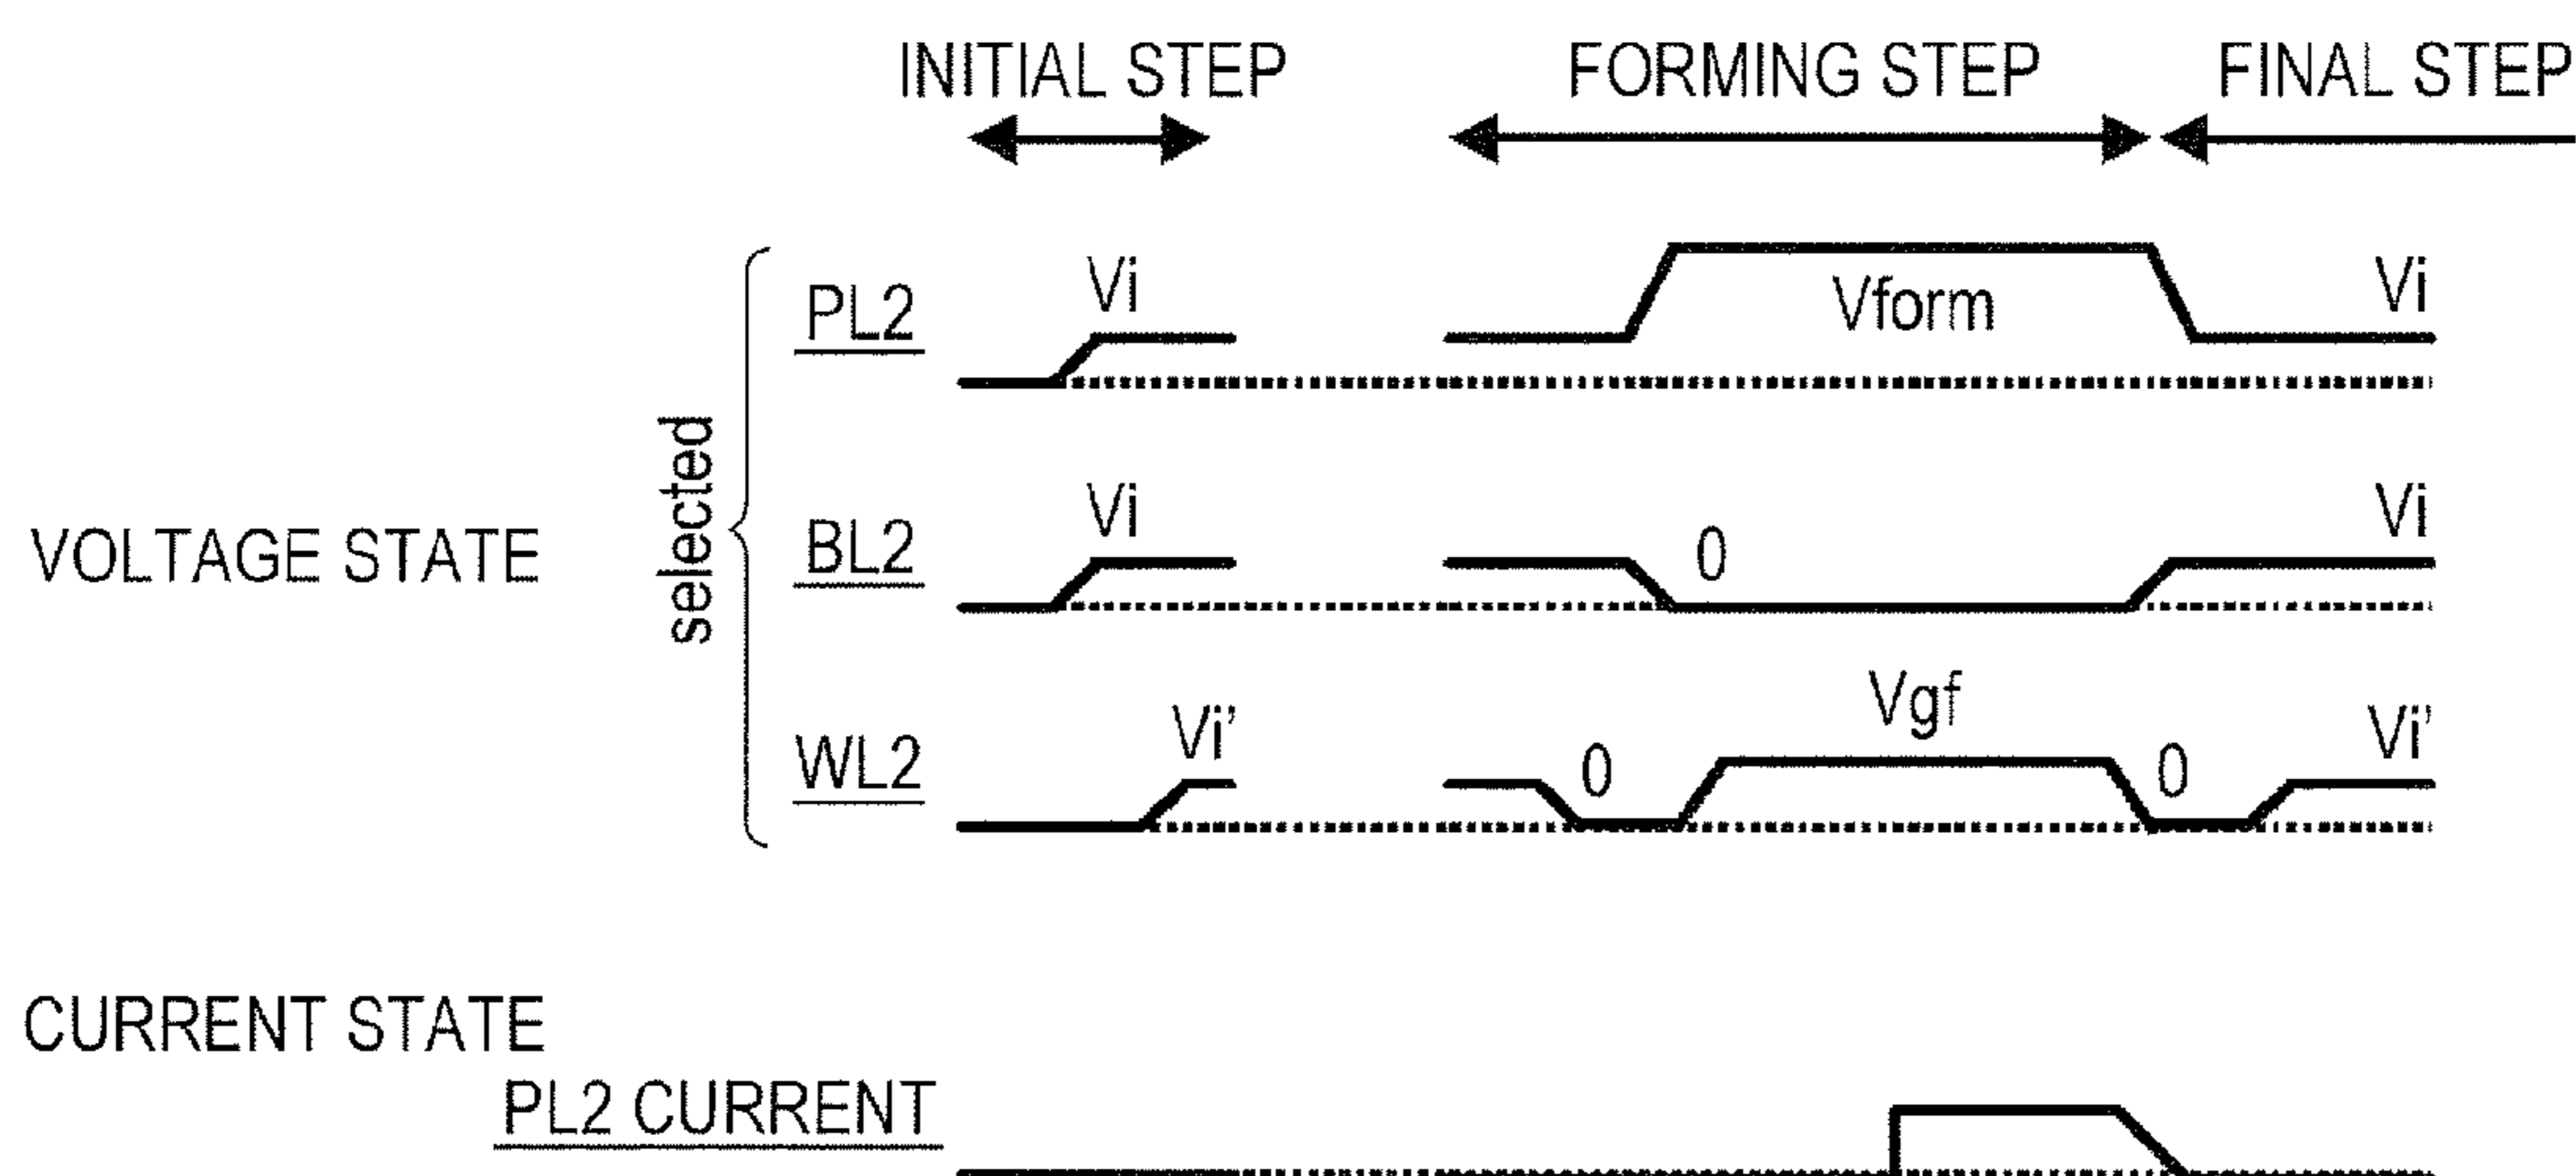 INITIAL STEP FORMING STEP FINAL STEP
PL2 Vi Vform Vi
selected
VOLTAGE STATE
BL2 Vi 0 Vi
WL2 Vi' 0 Vgf 0 Vi'
CURRENT STATE
PL2 CURRENT